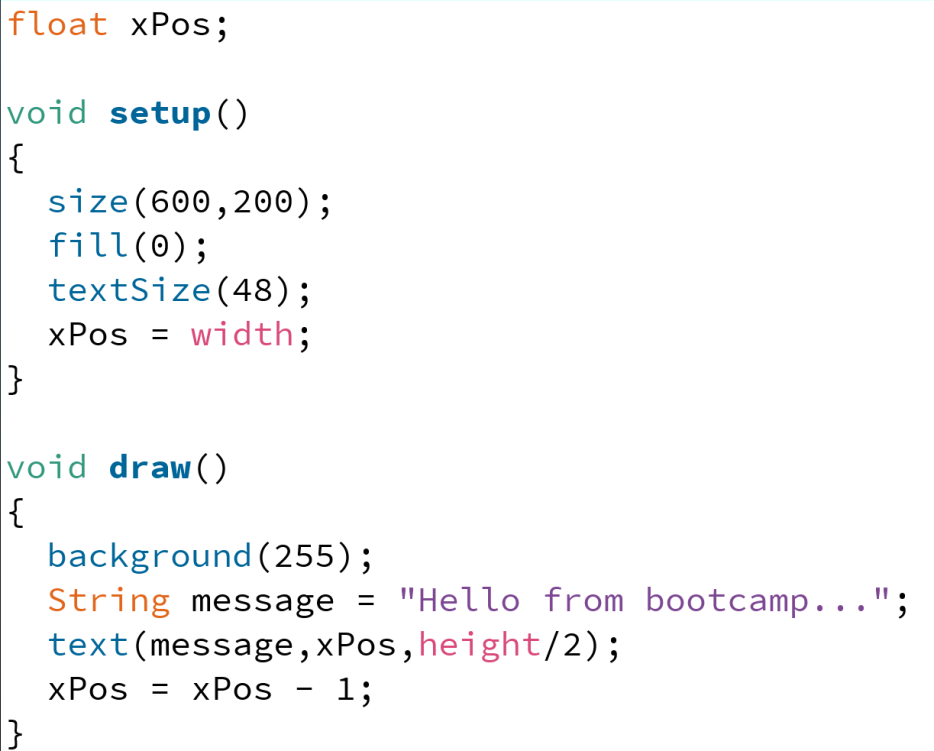 float xPos;
void setup()
{
  size(600,200);
  fill(0);
  textSize(48);
  xPos = width;
}
void draw()
{
  background(255);
  String message = "Hello from bootcamp...";
  text(message,xPos,height/2);
  xPos = xPos - 1;
}